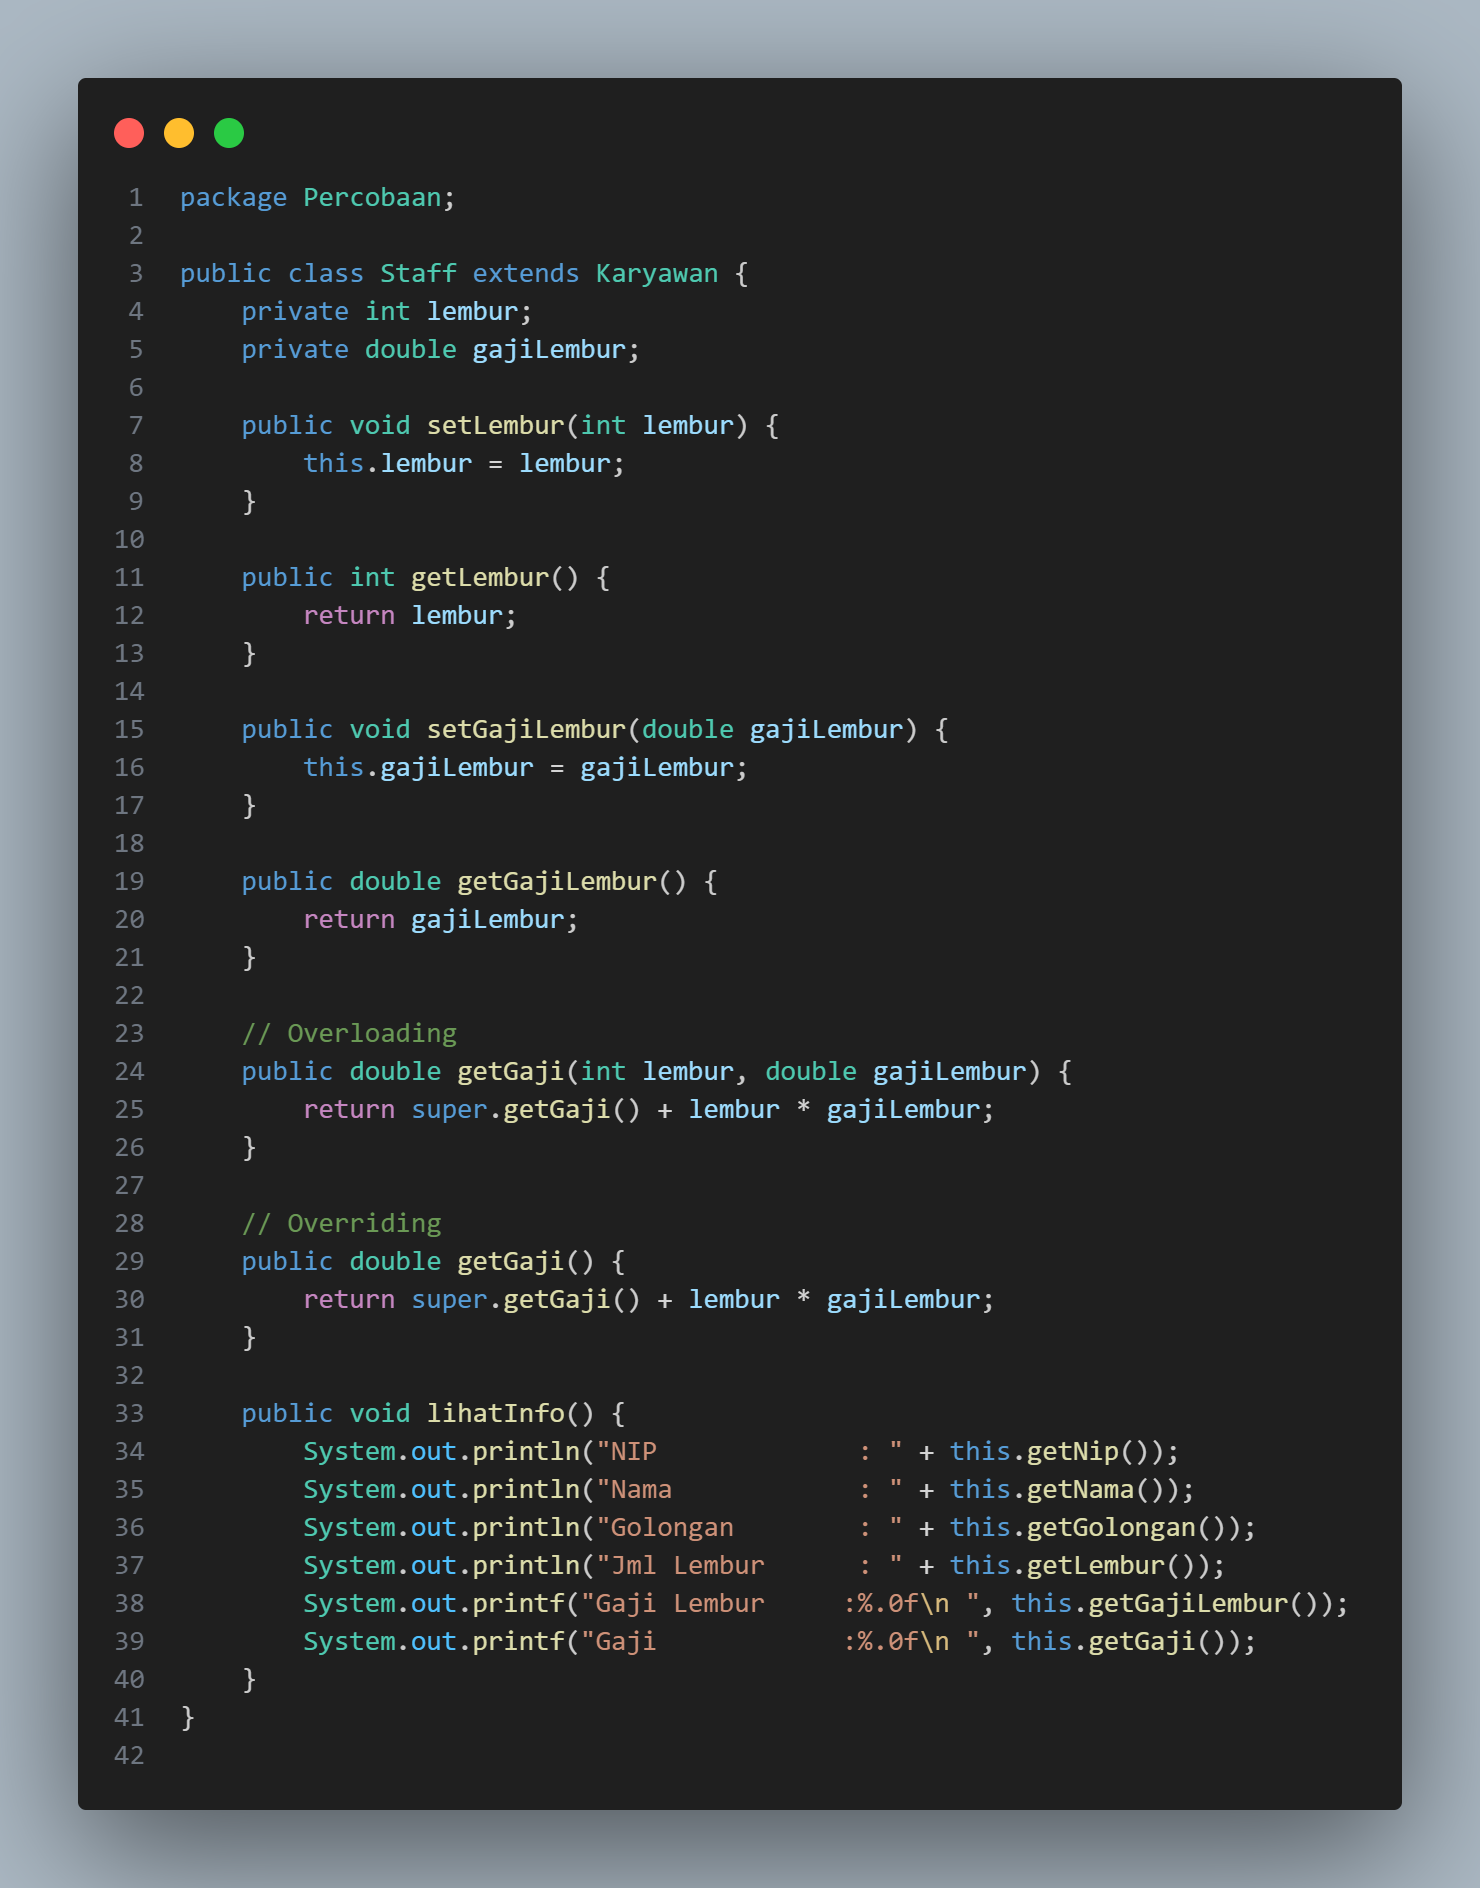 1 package Percobaan;
2
3 public class Staff extends Karyawan {
4     private int lembur;
5     private double gajiLembur;
6
7     public void setLembur(int lembur) {
8         this.lembur = lembur;
9     }
10
11     public int getLembur() {
12         return lembur;
13     }
14
15     public void setGajiLembur(double gajiLembur) {
16         this.gajiLembur = gajiLembur;
17     }
18
19     public double getGajiLembur() {
20         return gajiLembur;
21     }
22
23     // Overloading
24     public double getGaji(int lembur, double gajiLembur) {
25         return super.getGaji() + lembur * gajiLembur;
26     }
27
28     // Overriding
29     public double getGaji() {
30         return super.getGaji() + lembur * gajiLembur;
31     }
32
33     public void lihatInfo() {
34         System.out.println("NIP             : " + this.getNip());
35         System.out.println("Nama            : " + this.getNama());
36         System.out.println("Golongan        : " + this.getGolongan());
37         System.out.println("Jml Lembur      : " + this.getLembur());
38         System.out.printf("Gaji Lembur     :%.0f\n ", this.getGajiLembur());
39         System.out.printf("Gaji            :%.0f\n ", this.getGaji());
40     }
41 }
42